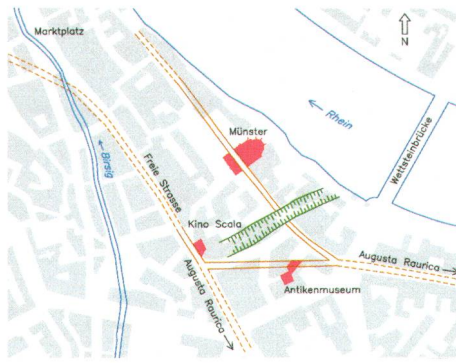 Marktplatz
N
Rhein
Münster
Wettsteinbrücke
Birsig
Freie Strasse
Kino Scala
Augusta Raurica
Augusta Raurica
Antikenmuseum